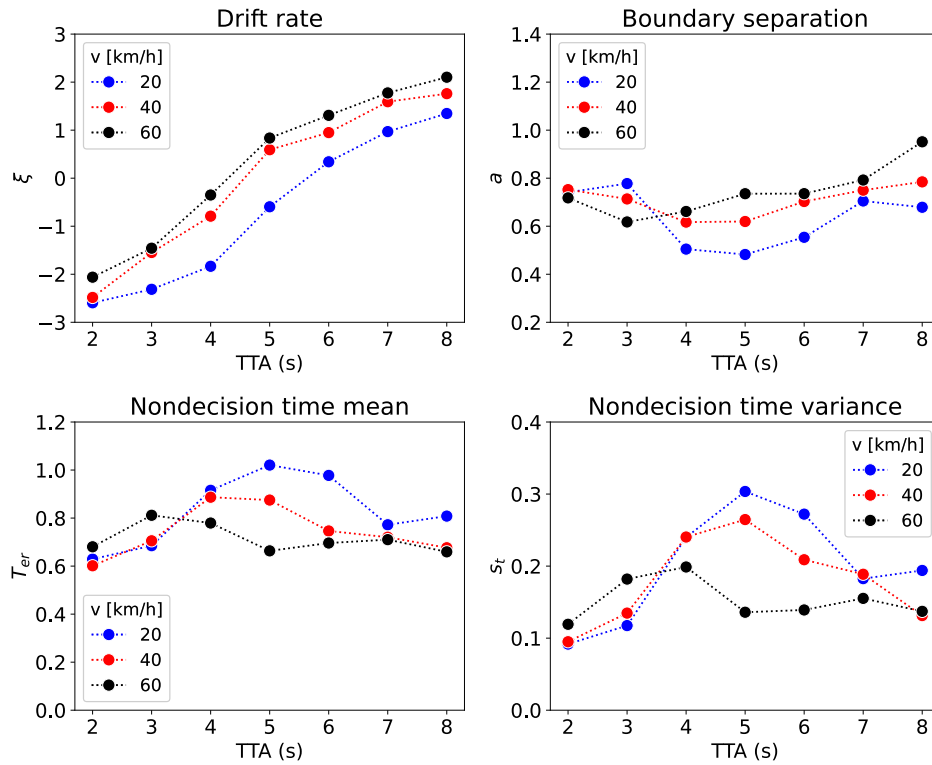 Drift rate
3
2
1
0
−1
−2
−3
ξ
v [km/h]
20
40
60
2 3 4 5 6 7 8
TTA (s)
Boundary separation
1.4
1.2
1.0
0.8
0.6
0.4
0.2
a
v [km/h]
20
40
60
2 3 4 5 6 7 8
TTA (s)
Nondecision time mean
1.2
1.0
0.8
0.6
0.4
0.2
0.0
Ter
v [km/h]
20
40
60
2 3 4 5 6 7 8
TTA (s)
Nondecision time variance
0.4
0.3
0.2
0.1
0.0
st
v [km/h]
20
40
60
2 3 4 5 6 7 8
TTA (s)